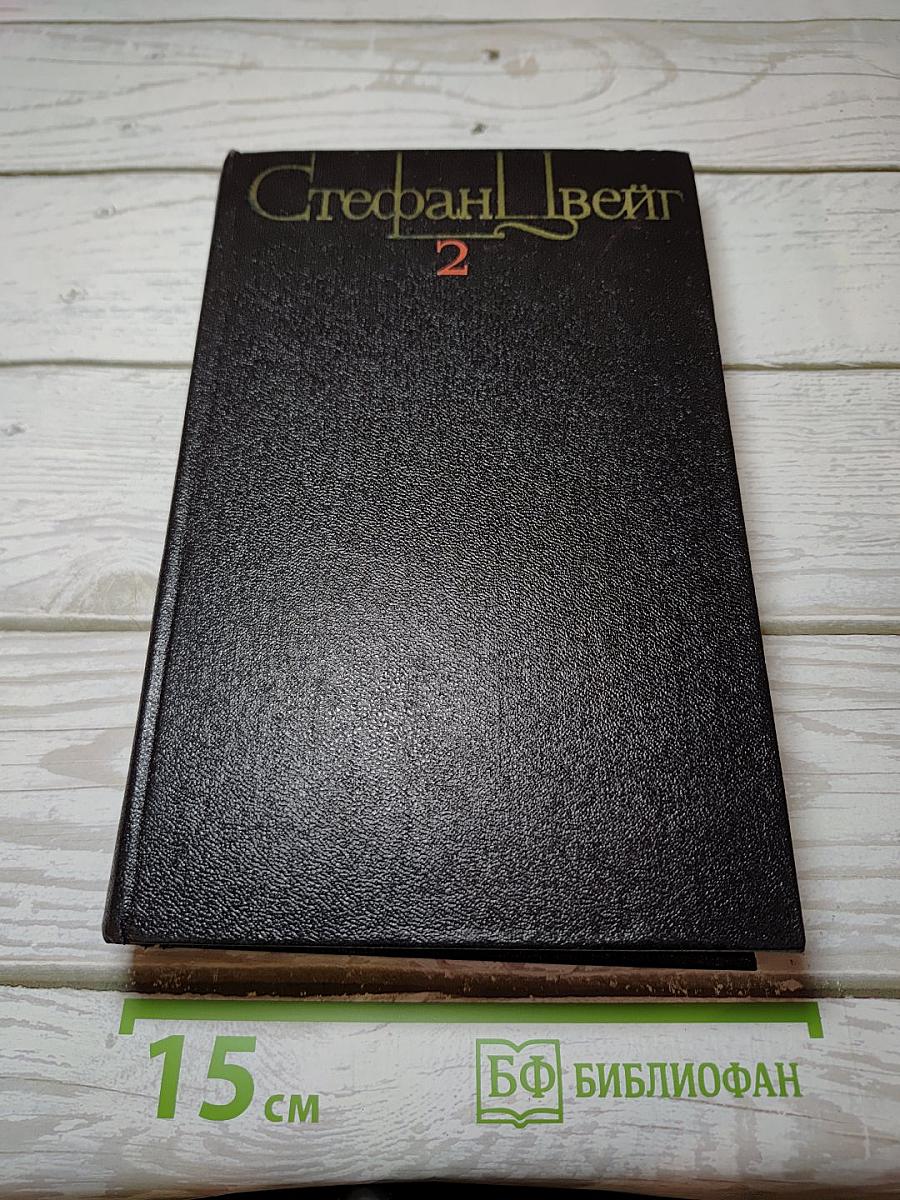 Стефан Цвейг
2
15 см
БФ БИБЛИОФАН